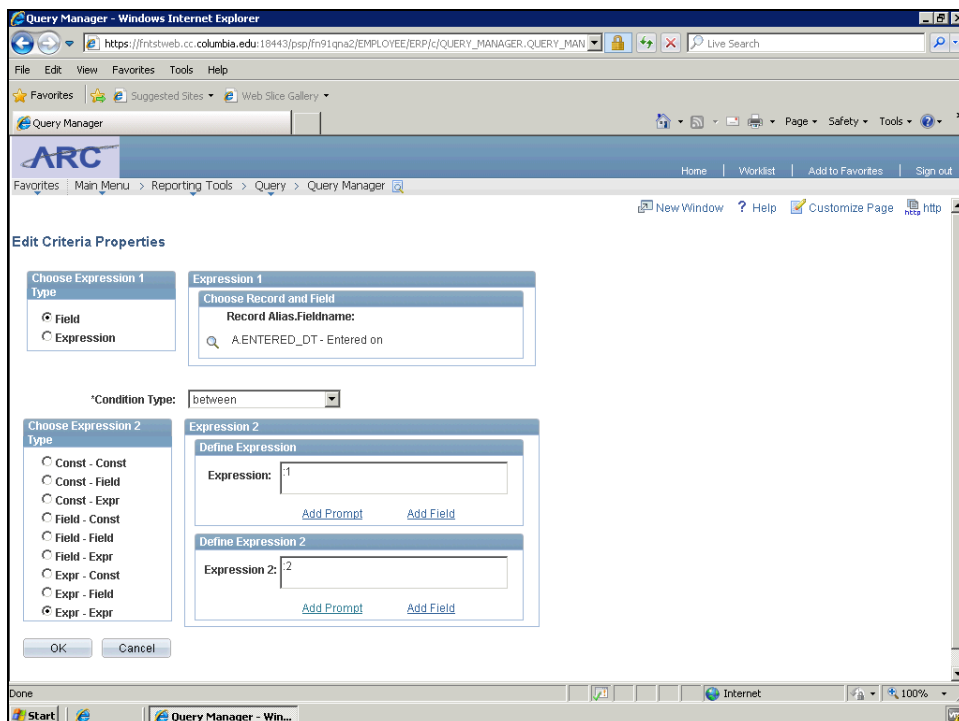 Query Manager - Windows Internet Explorer
https://fntstweb.cc.columbia.edu:18443/psp/fn91qna2/EMPLOYEE/ERP/c/QUERY_MANAGER.QUERY_MAN
Live Search
File Edit View Favorites Tools Help
Favorites Suggested Sites Web Slice Gallery
Query Manager Page Safety Tools
ARC
Home | Worklist | Add to Favorites | Sign out
Favorites Main Menu > Reporting Tools > Query > Query Manager
New Window ? Help Customize Page http
Edit Criteria Properties
Choose Expression 1 Type
Field
Expression
Expression 1
Choose Record and Field
Record Alias.Fieldname:
A.ENTERED_DT - Entered on
*Condition Type: between
Choose Expression 2 Type
Const - Const
Const - Field
Const - Expr
Field - Const
Field - Field
Field - Expr
Expr - Const
Expr - Field
Expr - Expr
Expression 2
Define Expression
Expression: :1
Add Prompt Add Field
Define Expression 2
Expression 2: :2
Add Prompt Add Field
OK Cancel
Done Internet 100%
Start Query Manager - Win...